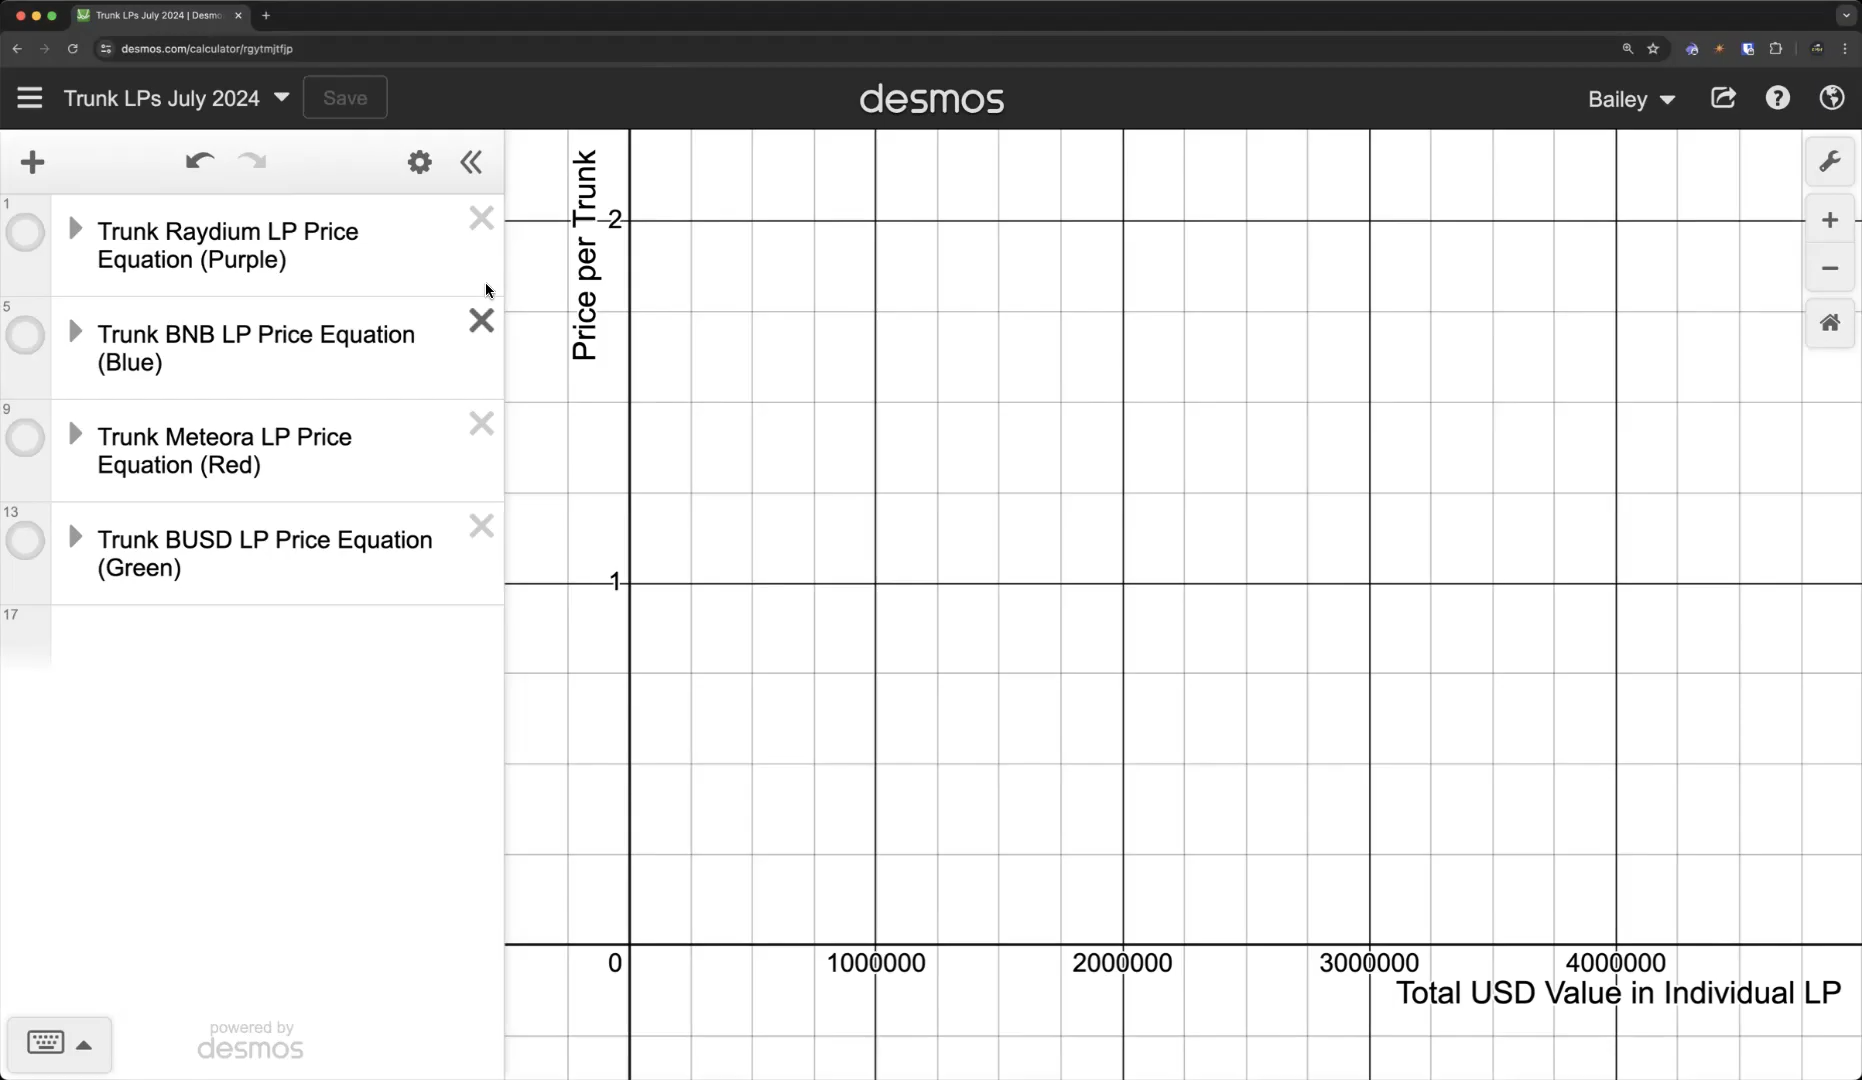 Trunk LPs July 2024 | Desmo
desmos.com/calculator/rgytmjtfjp
Trunk LPs July 2024
Save
desmos
Bailey
1
Trunk Raydium LP Price
Equation (Purple)
5
Trunk BNB LP Price Equation
(Blue)
9
Trunk Meteora LP Price
Equation (Red)
13
Trunk BUSD LP Price Equation
(Green)
17
powered by
desmos
Price per Trunk
2
1
0
1000000
2000000
3000000
4000000
Total USD Value in Individual LP